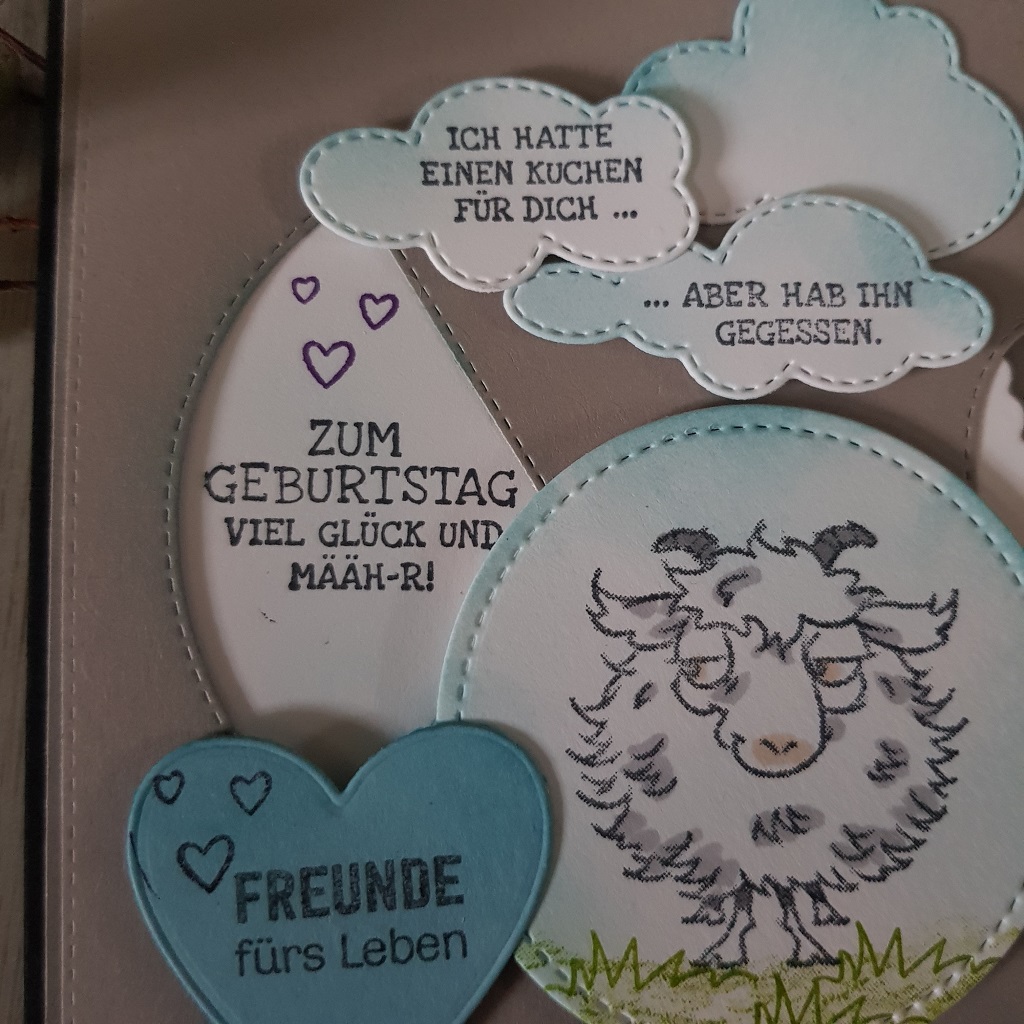 ICH HATTE
EINEN KUCHEN
FÜR DICH ...
... ABER HAB IHN
GEGESSEN.
ZUM
GEBURTSTAG
VIEL GLÜCK UND
MÄÄH-R!
FREUNDE
fürs Leben